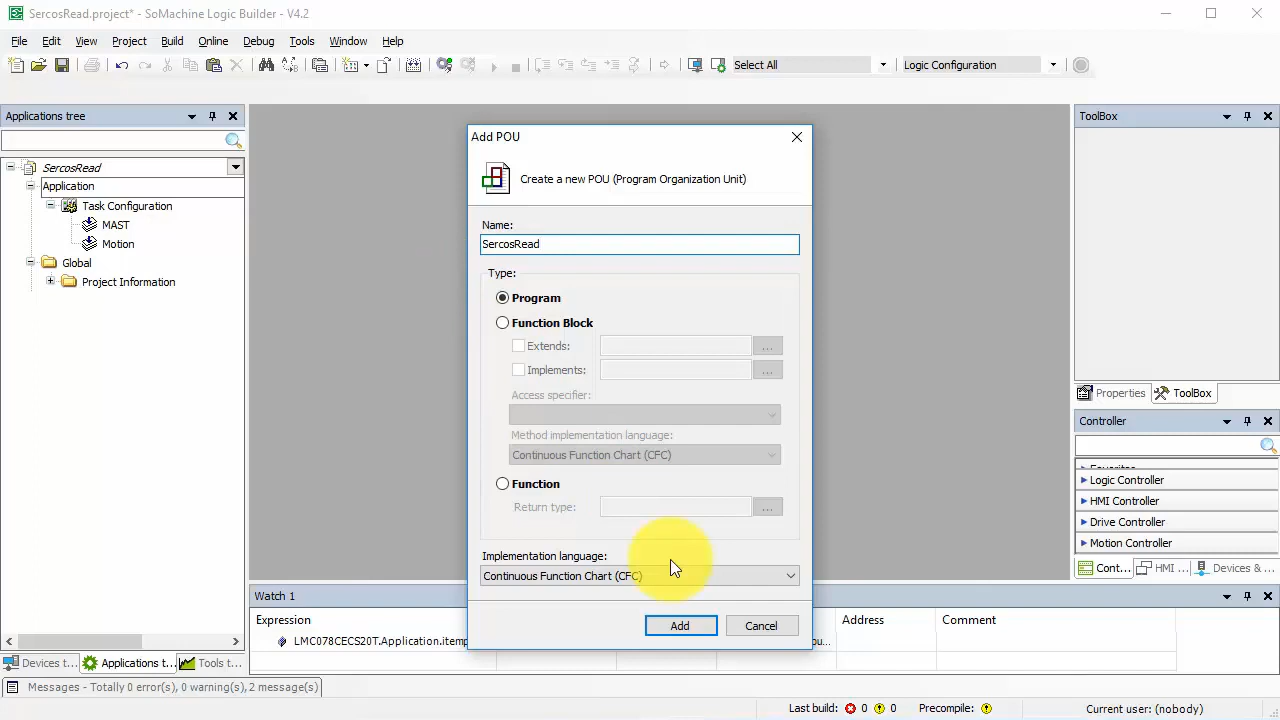 SercosRead.project* - SoMachine Logic Builder - V4.2
File Edit View Project Build Online Debug Tools Window Help
Select All
Logic Configuration
Applications tree
SercosRead
Application
Task Configuration
MAST
Motion
Global
Project Information
Devices t...
Applications t...
Tools t
Add POU
Create a new POU (Program Organization Unit)
Name:
SercosRead
Type:
Program
Function Block
Extends:
...
Implements:
...
Access specifier:
Method implementation language:
Continuous Function Chart (CFC)
Function
Return type:
...
Implementation language:
Continuous Function Chart (CFC)
Add
Cancel
ToolBox
Properties
ToolBox
Controller
Logic Controller
HMI Controller
Drive Controller
Motion Controller
Cont...
HMI ...
Devices & ...
Watch 1
Expression
Address
Comment
LMC078CECS20T.Application.itemp
ou...
Messages - Totally 0 error(s), 0 warning(s), 2 message(s)
Last build: 0 0 Precompile:
Current user: (nobody)